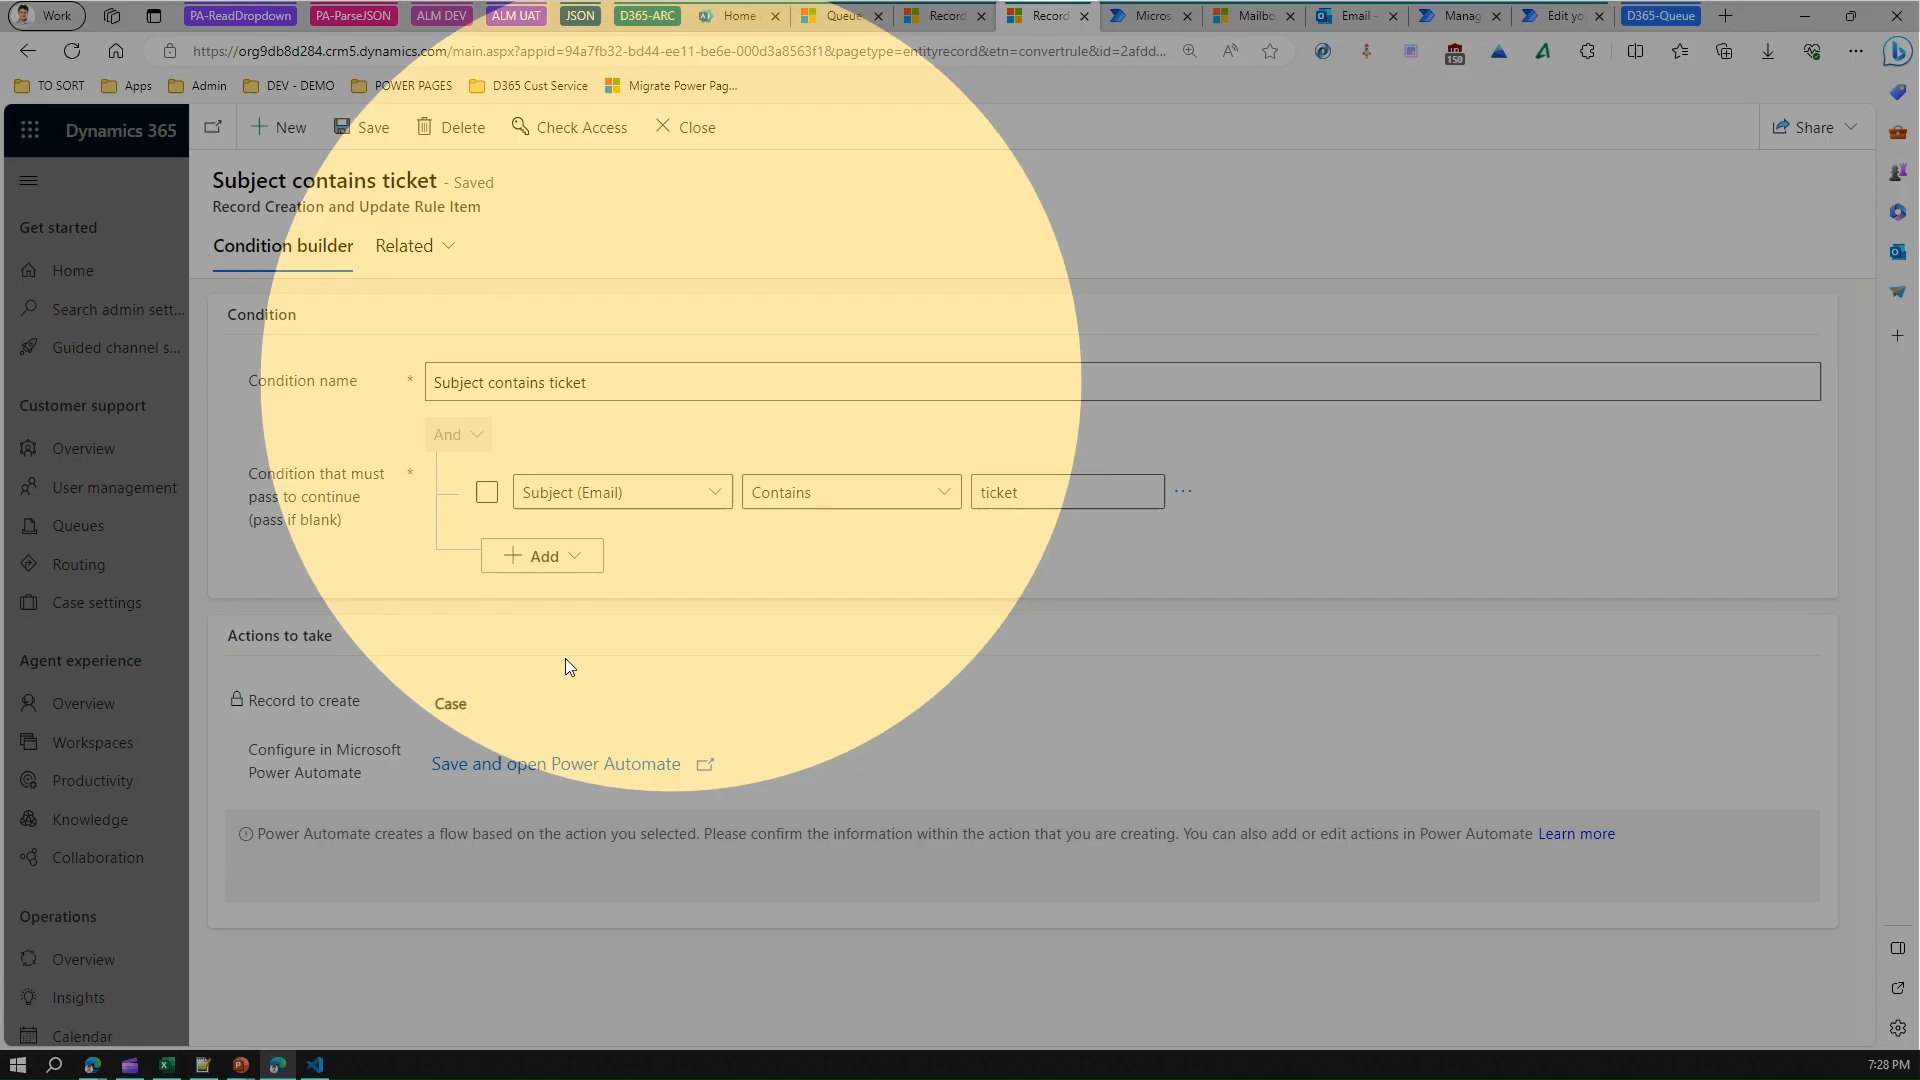 Work
PA-ReadDropdown
PA-ParseJSON
ALM DEV
ALM UAT
JSON
D365-ARC
Home
Queue
Record
Record
Micros
Mailbo
Email -
Manag
Edit yo
D365-Queue
https://org9db8d284.crm5.dynamics.com/main.aspx?appid=94a7fb32-bd44-ee11-be6e-000d3a8563f1&pagetype=entityrecord&etn=convertrule&id=2afdd...
150
TO SORT
Apps
Admin
DEV - DEMO
POWER PAGES
D365 Cust Service
Migrate Power Pag...
Dynamics 365
New
Save
Delete
Check Access
Close
Share
Subject contains ticket - Saved
Record Creation and Update Rule Item
Condition builder
Related
Get started
Home
Search admin sett...
Guided channel s...
Customer support
Overview
User management
Queues
Routing
Case settings
Agent experience
Overview
Workspaces
Productivity
Knowledge
Collaboration
Operations
Overview
Insights
Calendar
Condition
Condition name *
Subject contains ticket
And
Condition that must *
pass to continue
(pass if blank)
Subject (Email)
Contains
ticket
...
Add
Actions to take
Record to create
Case
Configure in Microsoft
Power Automate
Save and open Power Automate
Power Automate creates a flow based on the action you selected. Please confirm the information within the action that you are creating. You can also add or edit actions in Power Automate Learn more
7:28 PM